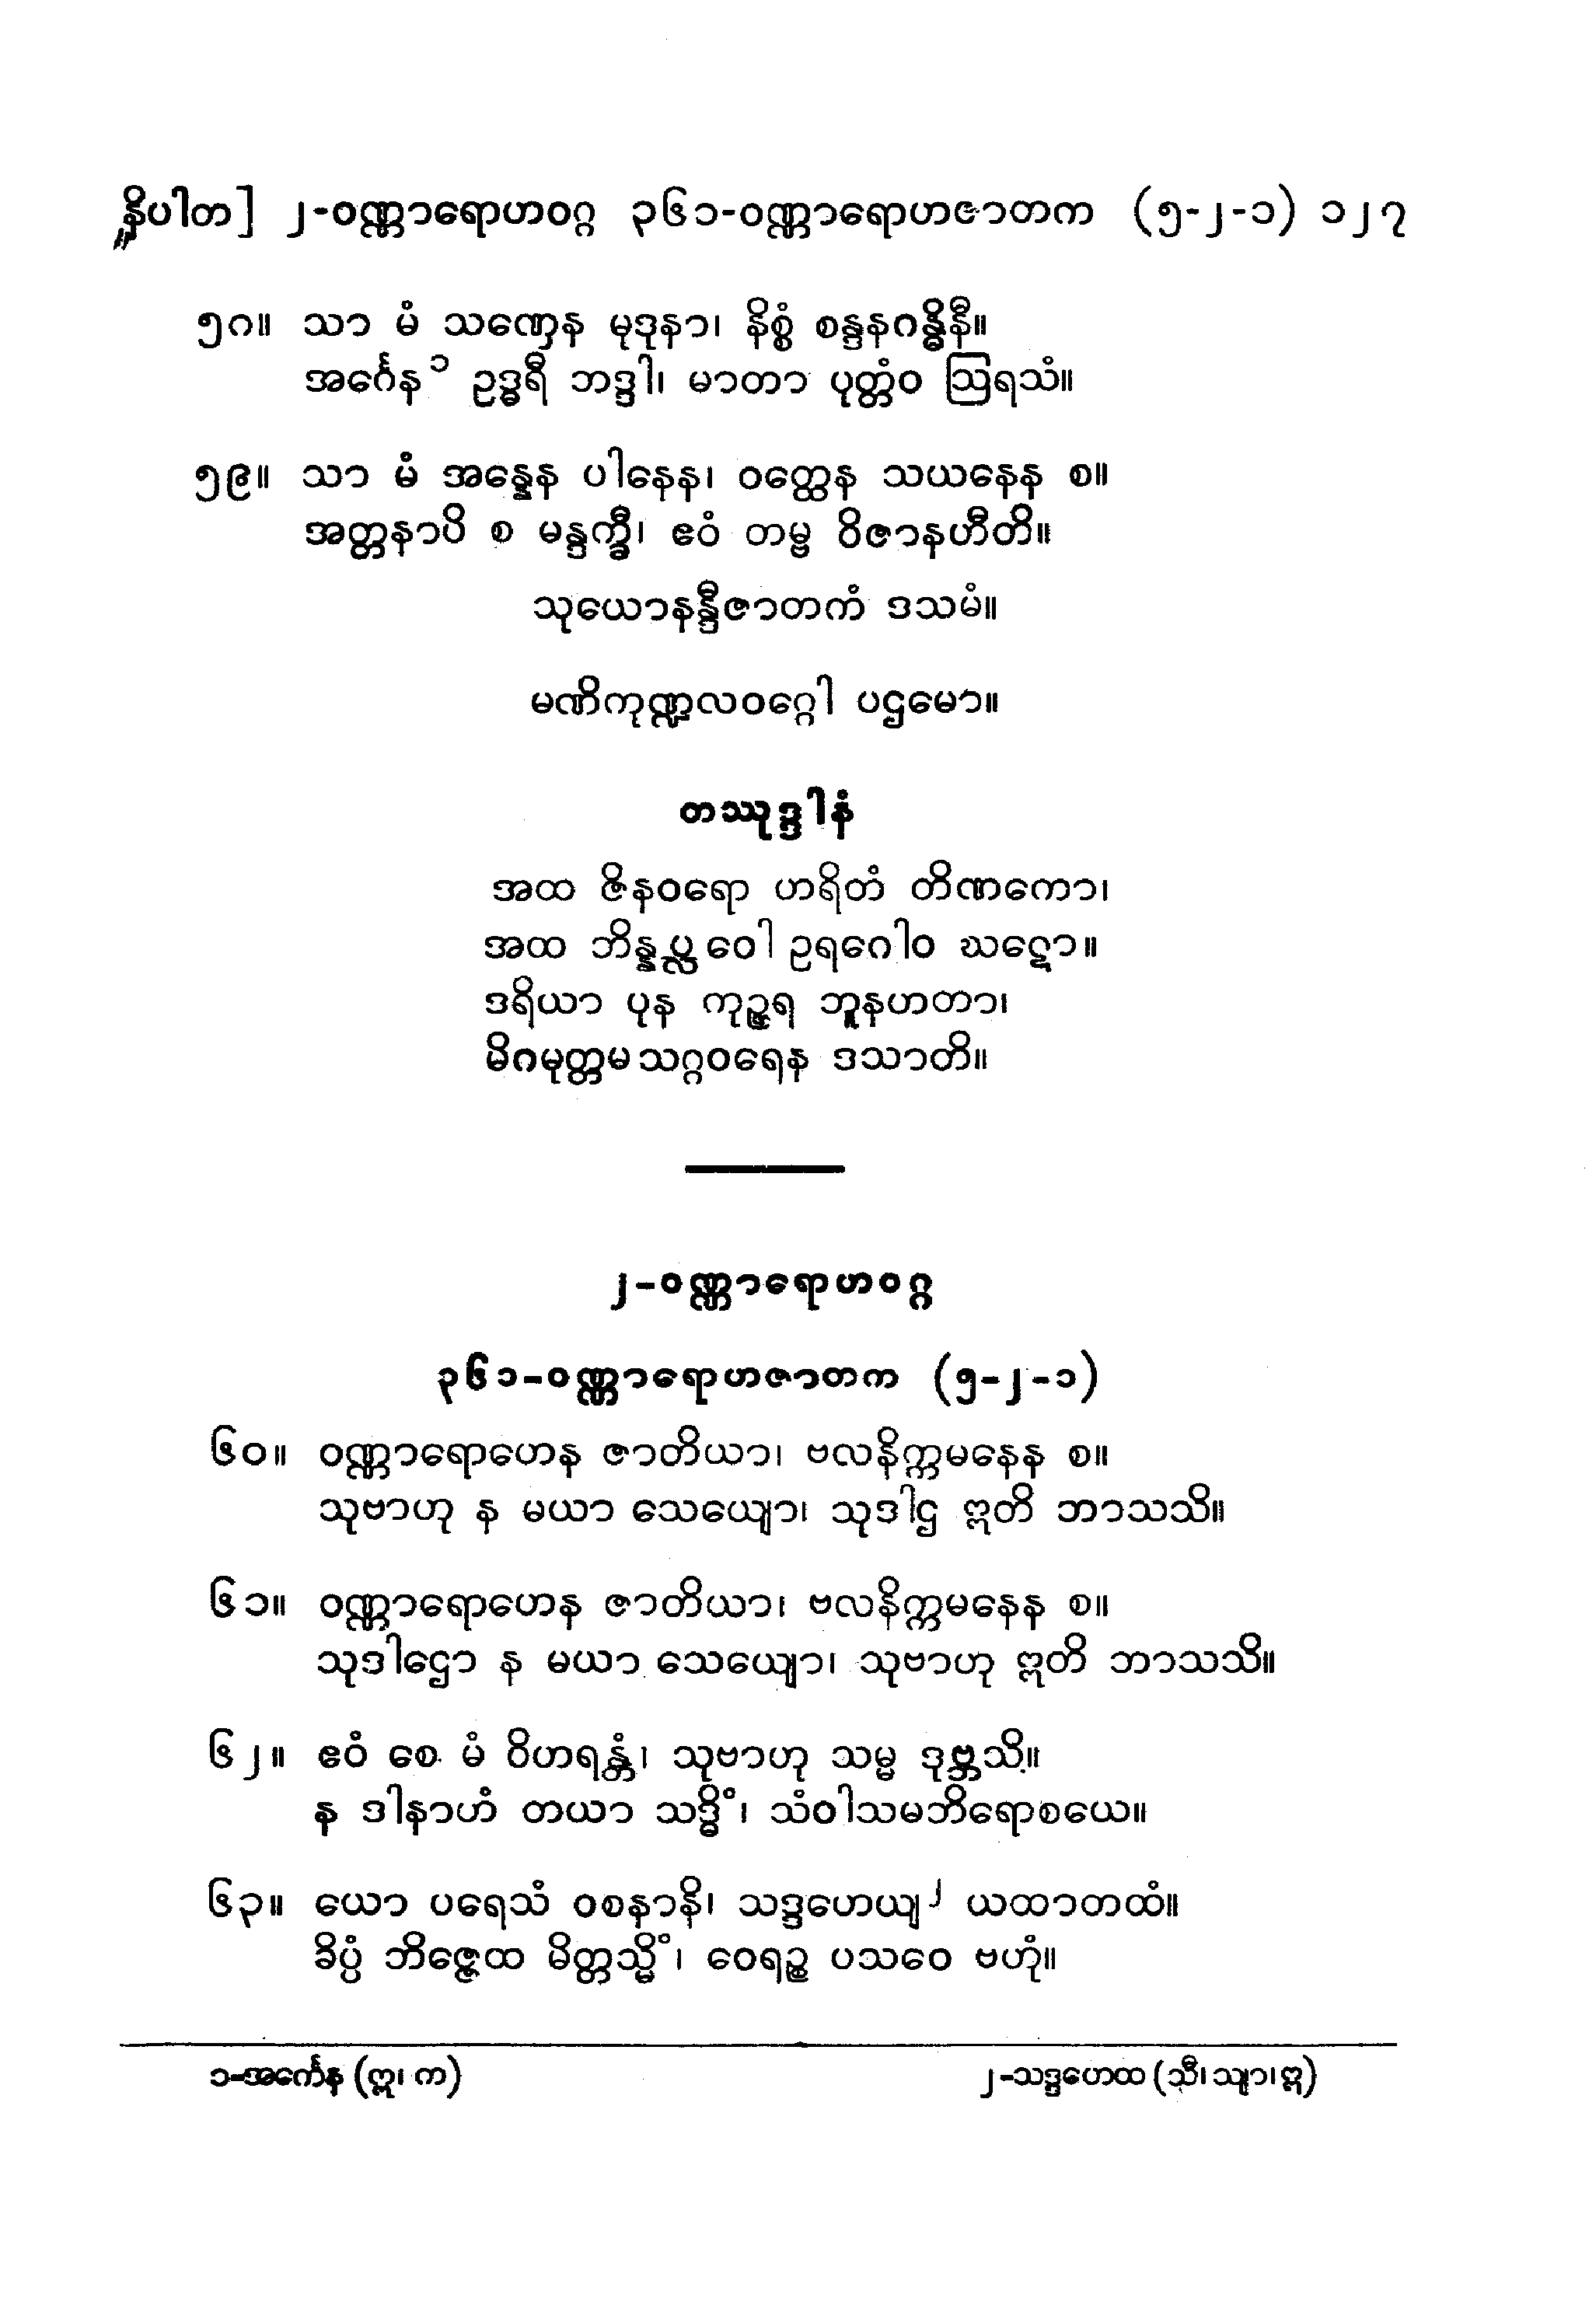 နိပါတ] ၂-ဝဏ္ဏာရောဟဝဂ္ဂ ၃၆၁-ဝဏ္ဏာရောဟဇာတက (၅-၂-၁) ၁၂၇
၅ဂ။ သာ မံ သဏှေန မုဒုနာ၊ နိစ္စံ စန္ဒနဂန္ဓိနီ။
အင်္ဂေန၁ ဥဒ္ဓရီ ဘဒ္ဒါ၊ မာတာ ပုတ္တံဝ ဩရသံ။
၅၉။ သာ မံ အန္နေန ပါနေန၊ ဝတ္ထေန သယနေန စ။
အတ္တနာပိ စ မန္ဒက္ခီ၊ ဧဝံ တမ္ဗ ဝိဇာနဟီတိ။
သုယောနန္ဒီဇာတကံ ဒသမံ။
မဏိကုဏ္ဍလဝဂ္ဂေါ ပဌမော။
တဿုဒ္ဒါနံ
အထ ဇိနဝရော ဟရိတံ တိဏကော၊
အထ ဘိန္နပ္လဝေါ ဥရဂေါဝ ဃဋော။
ဒရိယာ ပုန ကုဉ္ဇရ ဘူနဟတာ၊
မိဂမုတ္တမသဂ္ဂဝရေန ဒသာတိ။
၂-ဝဏ္ဏာရောဟဝဂ္ဂ
၃၆၁-ဝဏ္ဏာရောဟဇာတက (၅-၂-၁)
၆၀။ ဝဏ္ဏာရောဟေန ဇာတိယာ၊ ဗလနိက္ကမနေန စ။
သုဗာဟု န မယာ သေယျော၊ သုဒါဌ ဣတိ ဘာသသိ။
၆၁။ ဝဏ္ဏာရောဟေန ဇာတိယာ၊ ဗလနိက္ကမနေန စ။
သုဒါဌော န မယာ သေယျော၊ သုဗာဟု ဣတိ ဘာသသိ။
၆၂။ ဧဝံ စေ မံ ဝိဟရန္တံ၊ သုဗာဟု သမ္မ ဒုဗ္ဘသိ။
န ဒါနာဟံ တယာ သဒ္ဓိံ၊ သံဝါသမဘိရောစယေ။
၆၃။ ယော ပရေသံ ဝစနာနိ၊ သဒ္ဒဟေယျ၂ ယထာတထံ။
ခိပ္ပံ ဘိဇ္ဇေထ မိတ္တသ္မိံ၊ ဝေရဉ္စ ပသဝေ ဗဟုံ။
၁-အင်္ကေန (ဣ၊ က)
၂-သဒ္ဒဟေထ (သီ၊ သျာ၊ ဣ)